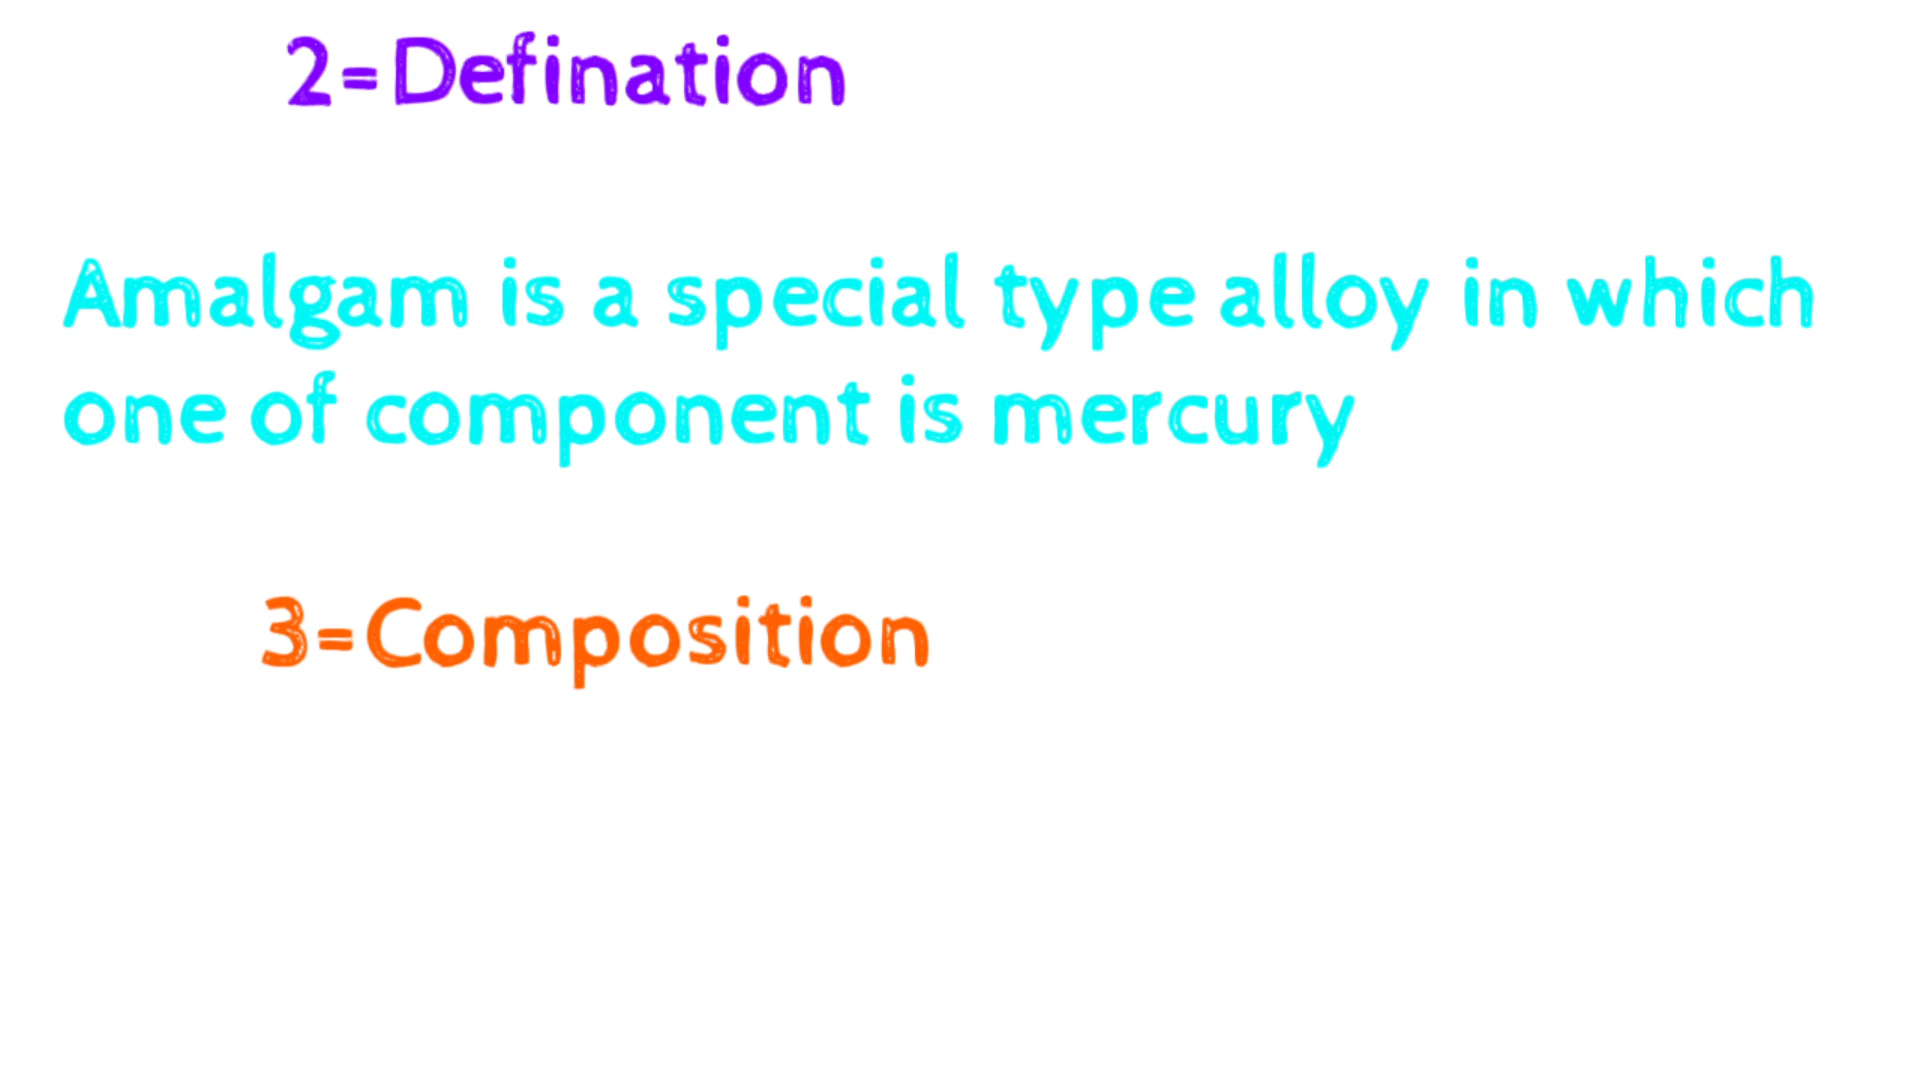 2=Defination
Amalgam is a special type alloy in which
one of component is mercury
3=Composition